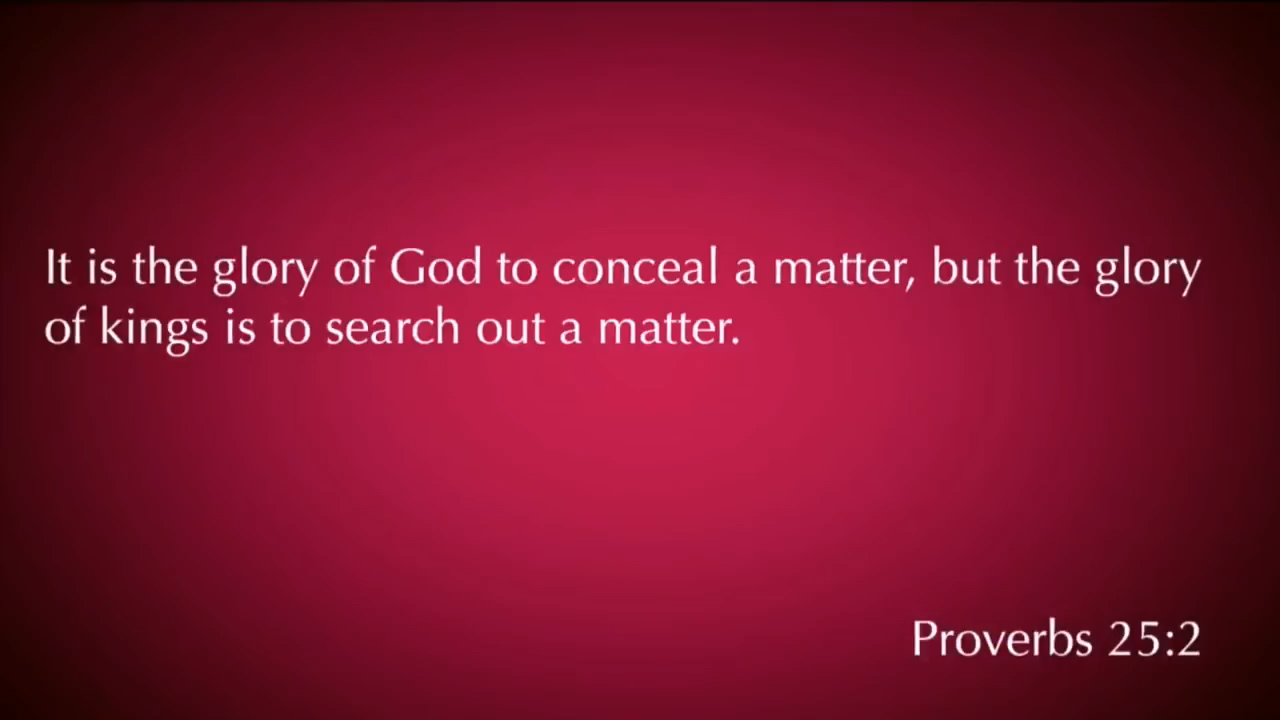 It is the glory of God to conceal a matter, but the glory
of kings is to search out a matter.
Proverbs 25:2